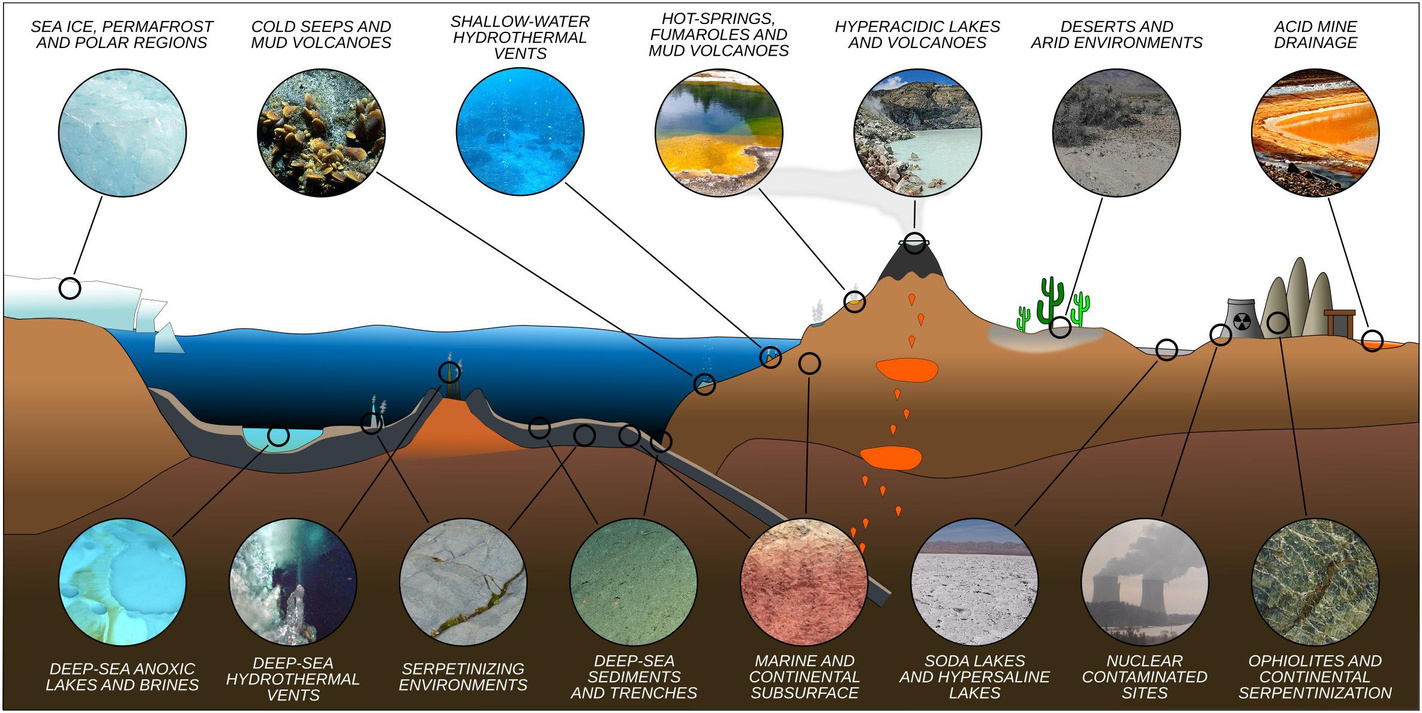 SEA ICE, PERMAFROST
AND POLAR REGIONS
COLD SEEPS AND
MUD VOLCANOES
SHALLOW-WATER
HYDROTHERMAL
VENTS
HOT-SPRINGS,
FUMAROLES AND
MUD VOLCANOES
HYPERACIDIC LAKES
AND VOLCANOES
DESERTS AND
ARID ENVIRONMENTS
ACID MINE
DRAINAGE
DEEP-SEA ANOXIC
LAKES AND BRINES
DEEP-SEA
HYDROTHERMAL
VENTS
SERPETINIZING
ENVIRONMENTS
DEEP-SEA
SEDIMENTS
AND TRENCHES
MARINE AND
CONTINENTAL
SUBSURFACE
SODA LAKES
AND HYPERSALINE
LAKES
NUCLEAR
CONTAMINATED
SITES
OPHIOLITES AND
CONTINENTAL
SERPENTINIZATION